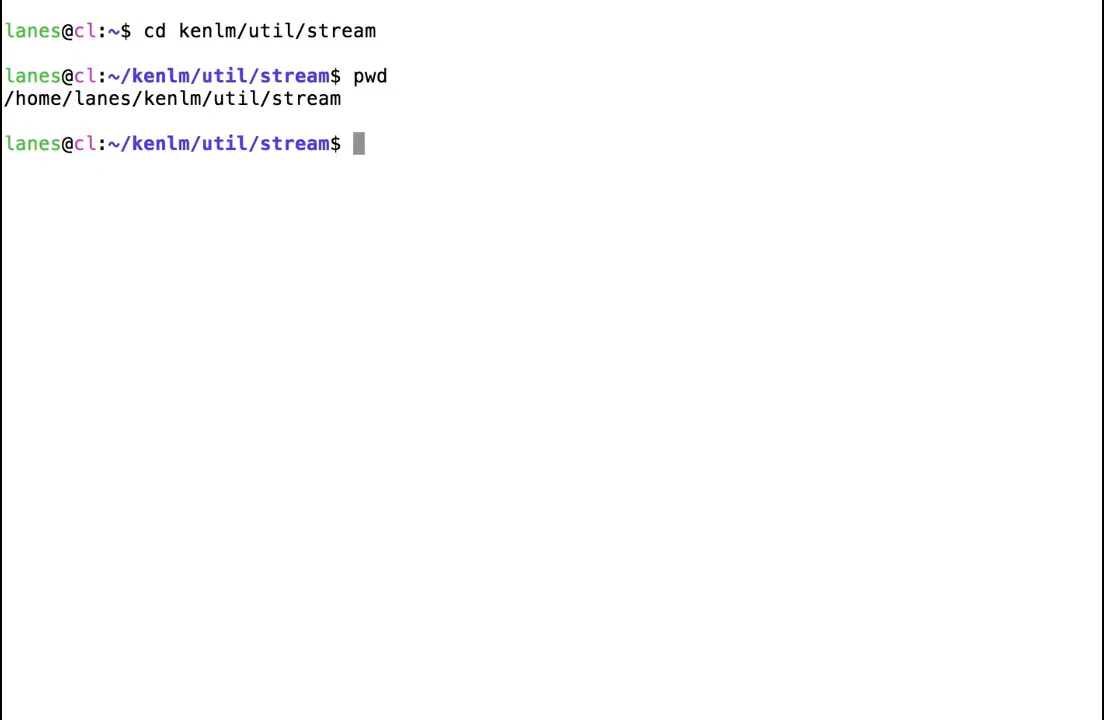 lanes@cl:~$ cd kenlm/util/stream
lanes@cl:~/kenlm/util/stream$ pwd
/home/lanes/kenlm/util/stream
lanes@cl:~/kenlm/util/stream$